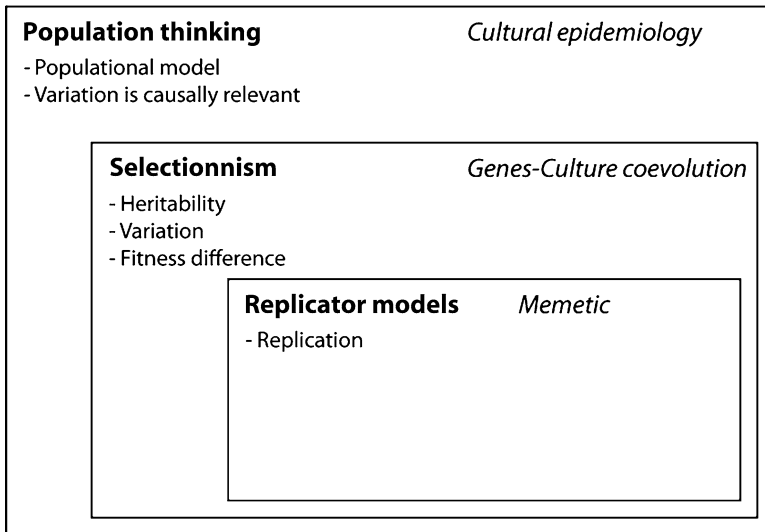 Population thinking    Cultural epidemiology
- Populational model
- Variation is causally relevant
Selectionnism    Genes-Culture coevolution
- Heritability
- Variation
- Fitness difference
Replicator models    Memetic
- Replication